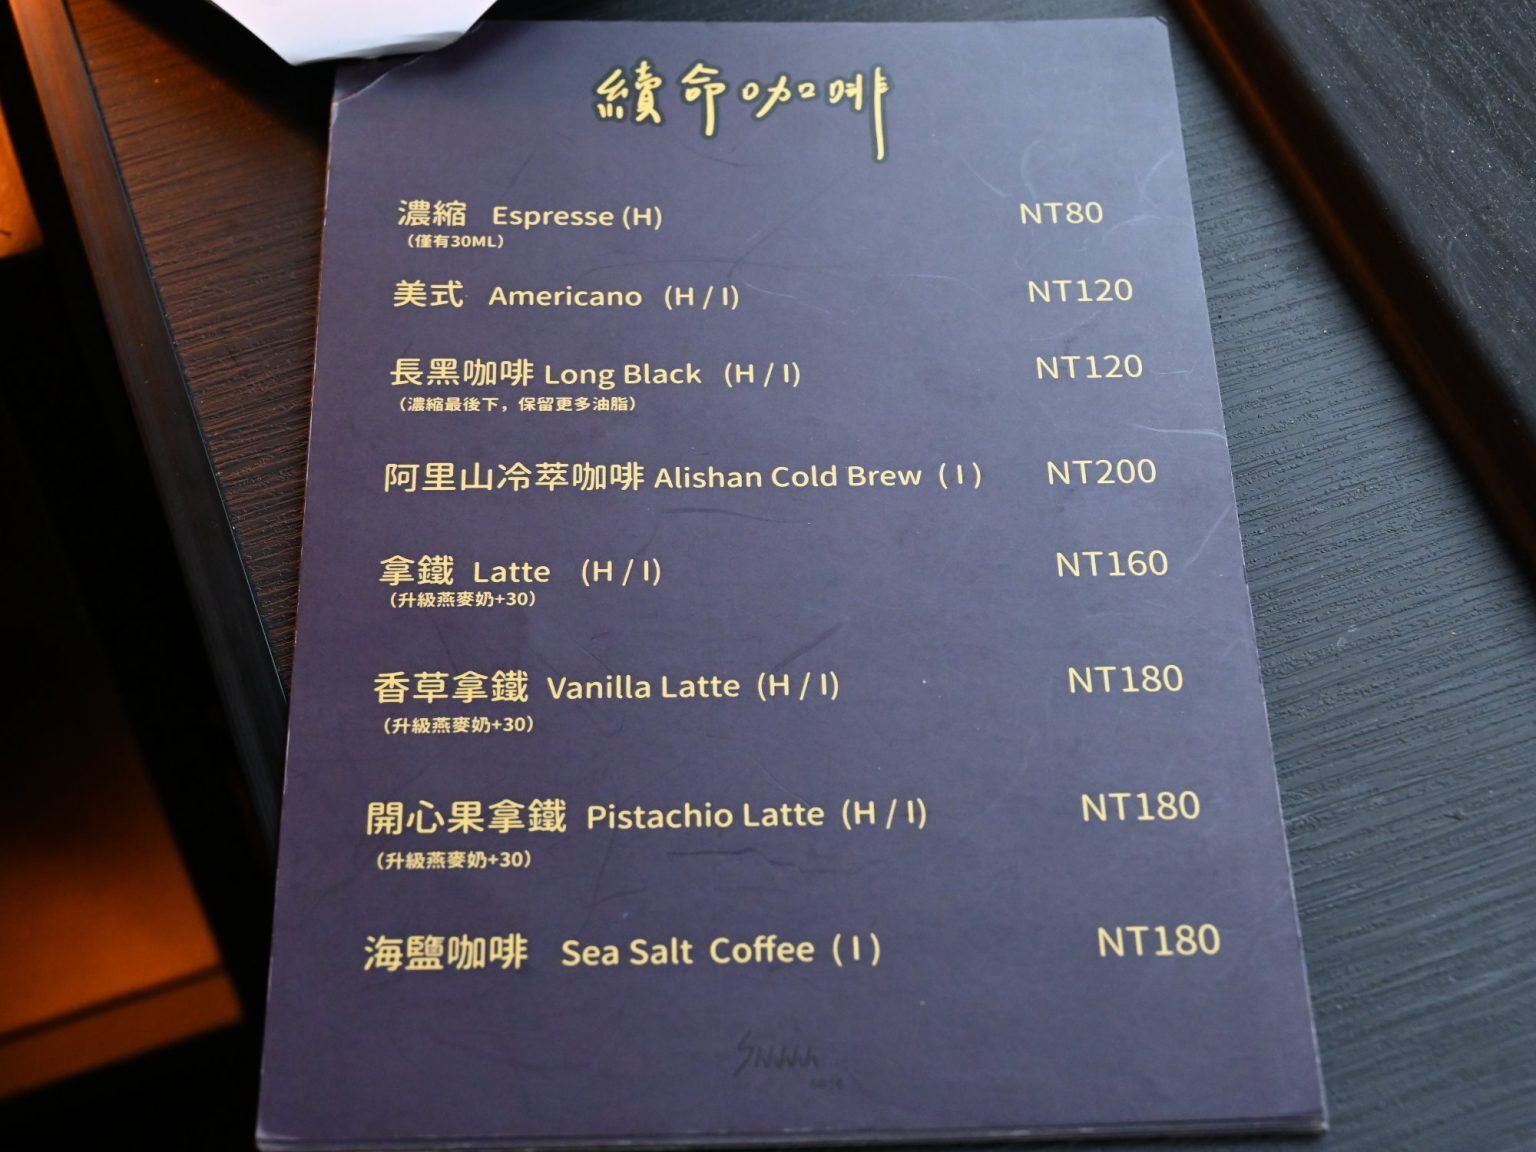 續命咖啡
濃縮 Espresse (H) NT80
（僅有30ML）
美式 Americano (H / I) NT120
長黑咖啡 Long Black (H / I) NT120
（濃縮最後下，保留更多油脂）
阿里山冷萃咖啡 Alishan Cold Brew ( I ) NT200
拿鐵 Latte (H / I) NT160
（升級燕麥奶+30）
香草拿鐵 Vanilla Latte (H / I) NT180
（升級燕麥奶+30）
開心果拿鐵 Pistachio Latte (H / I) NT180
（升級燕麥奶+30）
海鹽咖啡 Sea Salt Coffee ( I ) NT180
cafe